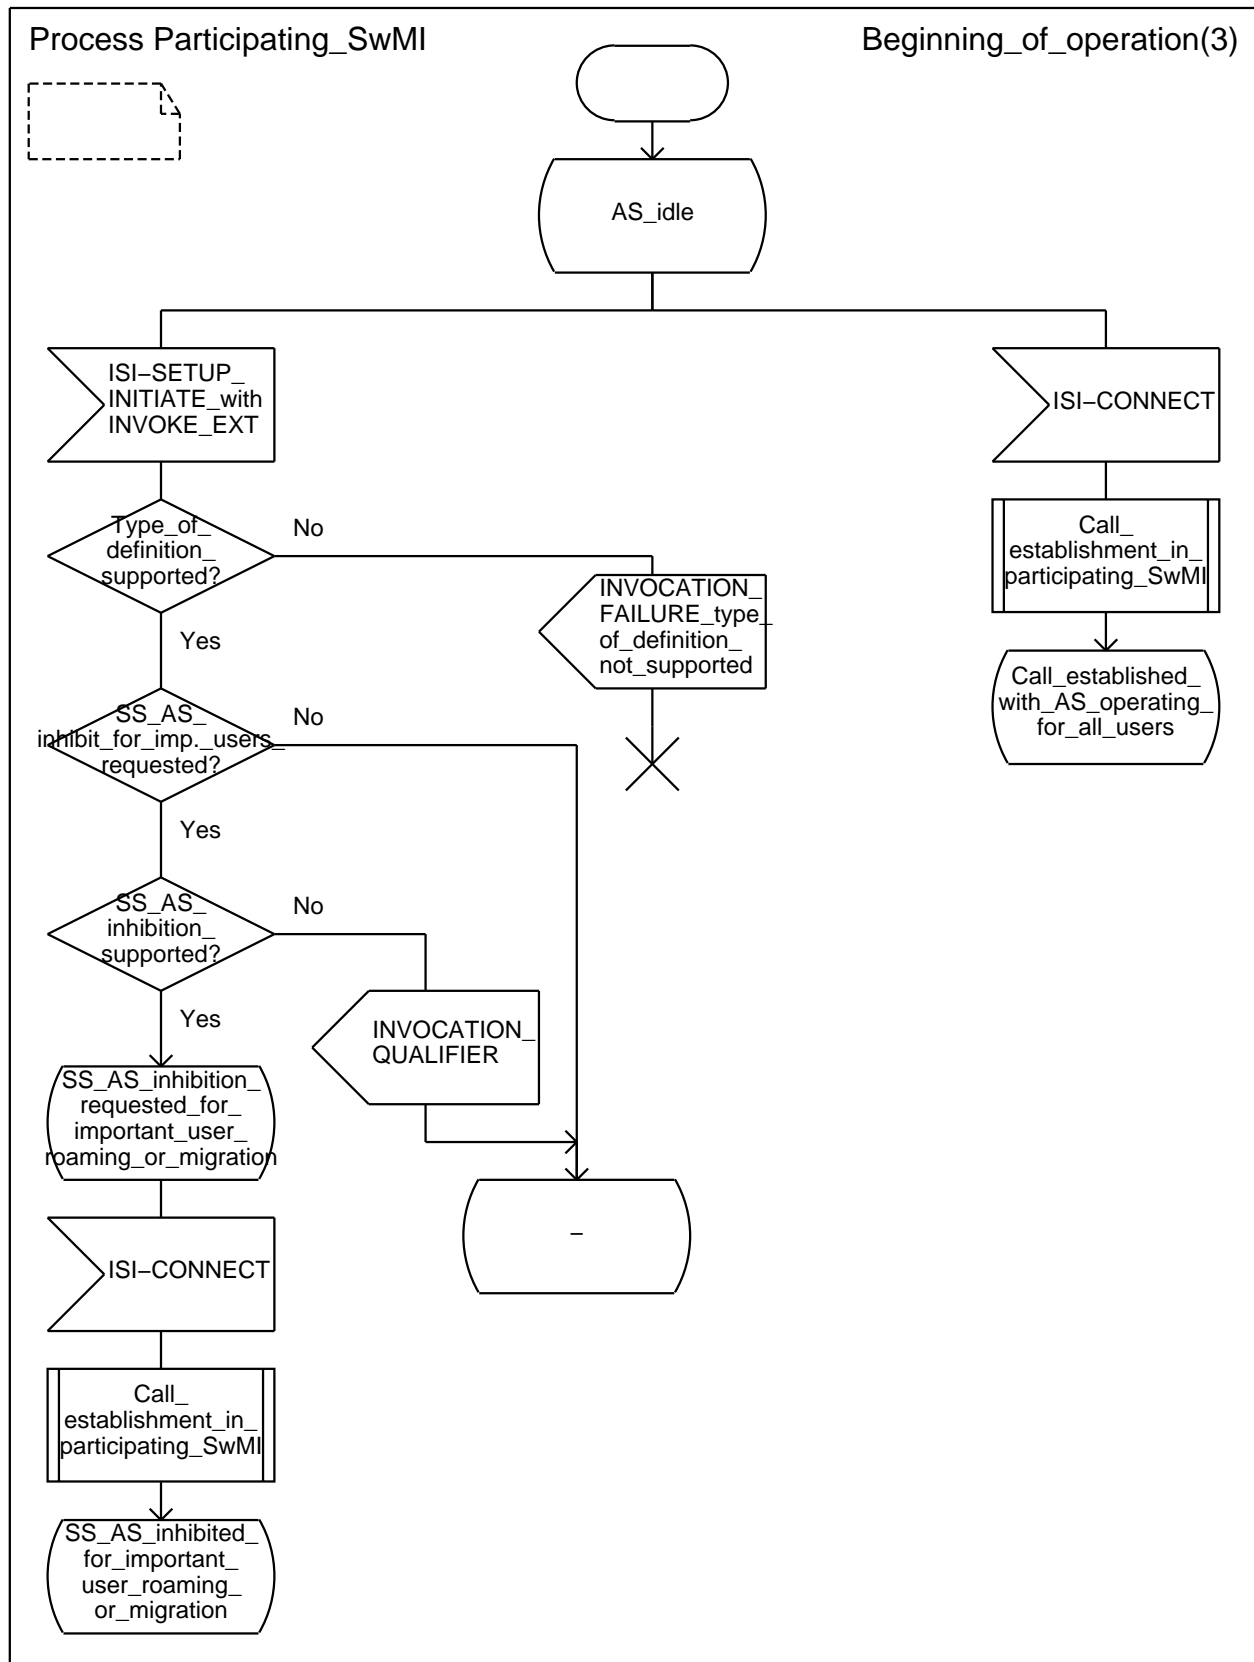 Process Participating_SwMI
Beginning_of_operation(3)
AS_idle
ISI−SETUP_
INITIATE_with
INVOKE_EXT
ISI−CONNECT
Type_of_
definition_
supported?
No
Yes
INVOCATION_
FAILURE_type_
of_definition_
not_supported
Call_
establishment_in_
participating_SwMI
Call_established_
with_AS_operating_
for_all_users
SS_AS_
inhibit_for_imp._users_
requested?
No
Yes
SS_AS_
inhibition_
supported?
No
Yes
INVOCATION_
QUALIFIER
SS_AS_inhibition_
requested_for_
important_user_
roaming_or_migration
−
ISI−CONNECT
Call_
establishment_in_
participating_SwMI
SS_AS_inhibited_
for_important_
user_roaming_
or_migration